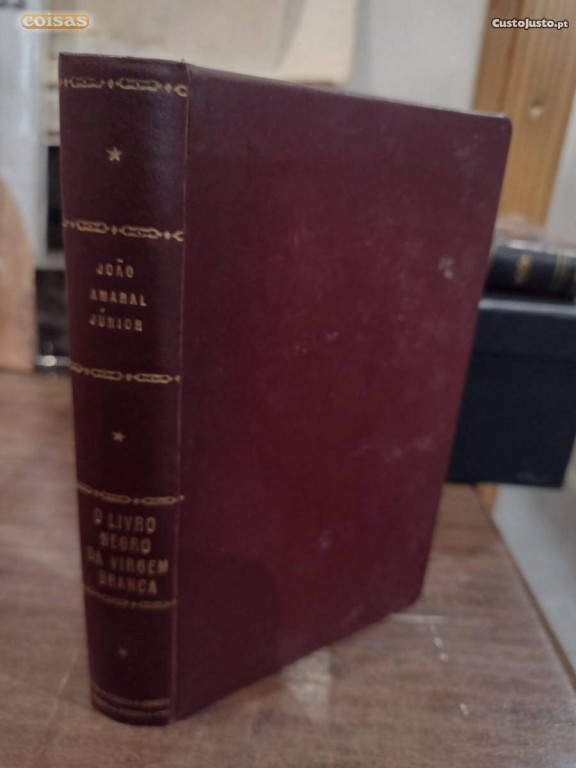 coisas
CustoJusto.pt
JOÃO
AMARAL
JÚNIOR
O LIVRO
NEGRO
DA VIRGEM
BRANCA